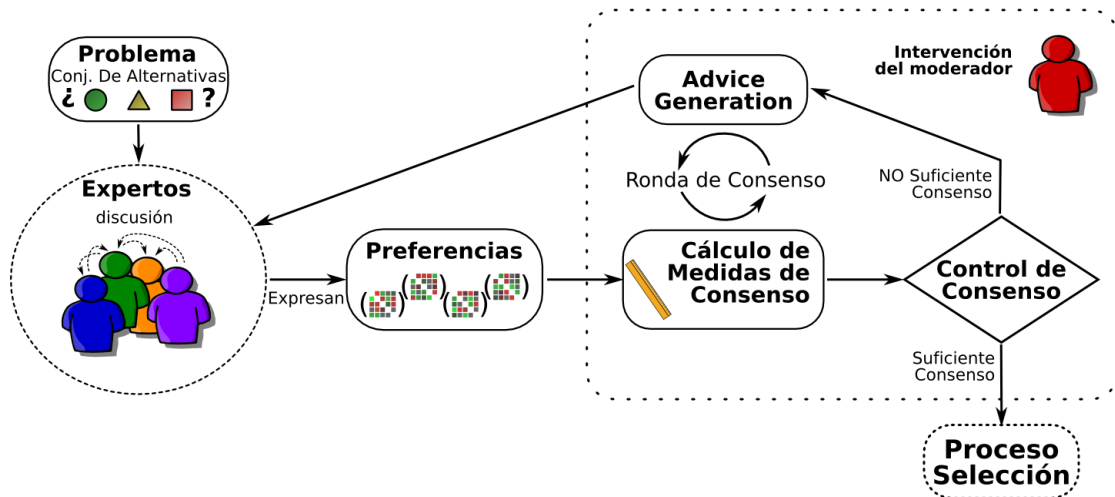 Problema
Conj. De Alternativas
¿ ?
Expertos
discusión
Expresan
Preferencias
( ) ( ) ( ) ( )
Intervención
del moderador
Advice
Generation
Ronda de Consenso
Cálculo de
Medidas de
Consenso
NO Suficiente
Consenso
Control de
Consenso
Suficiente
Consenso
Proceso
Selección